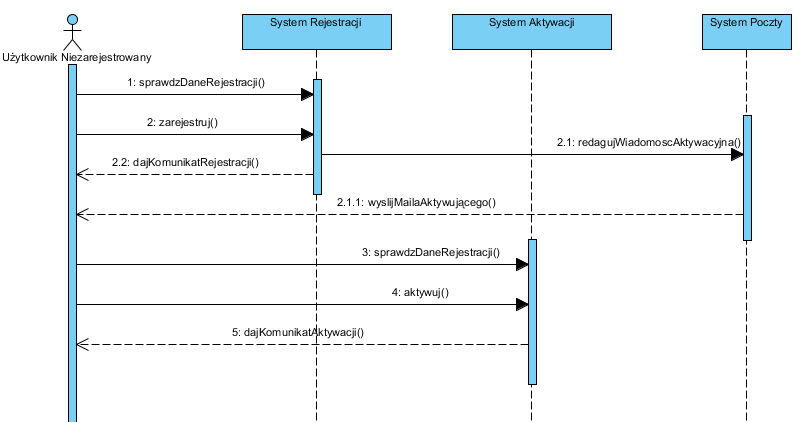 System Rejestracji
System Aktywacji
System Poczty
Użytkownik Niezarejestrowany
1: sprawdzDaneRejestracji()
2: zarejestruj()
2.1: redagujWiadomoscAktywacyjna()
2.2: dajKomunikatRejestracji()
2.1.1: wyslijMailaAktywującego()
3: sprawdzDaneRejestracji()
4: aktywuj()
5: dajKomunikatAktywacji()